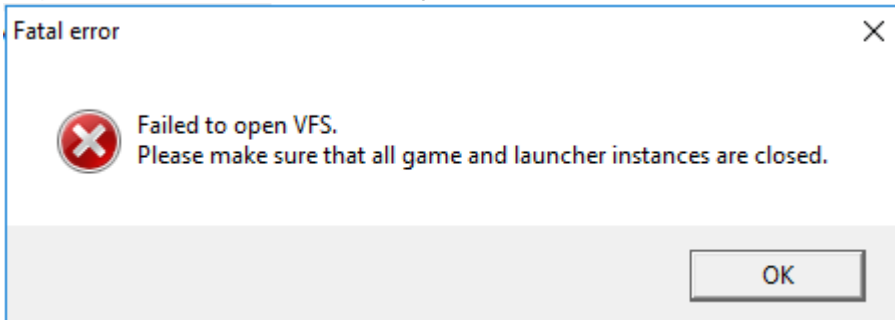 Fatal error
Failed to open VFS.
Please make sure that all game and launcher instances are closed.
OK